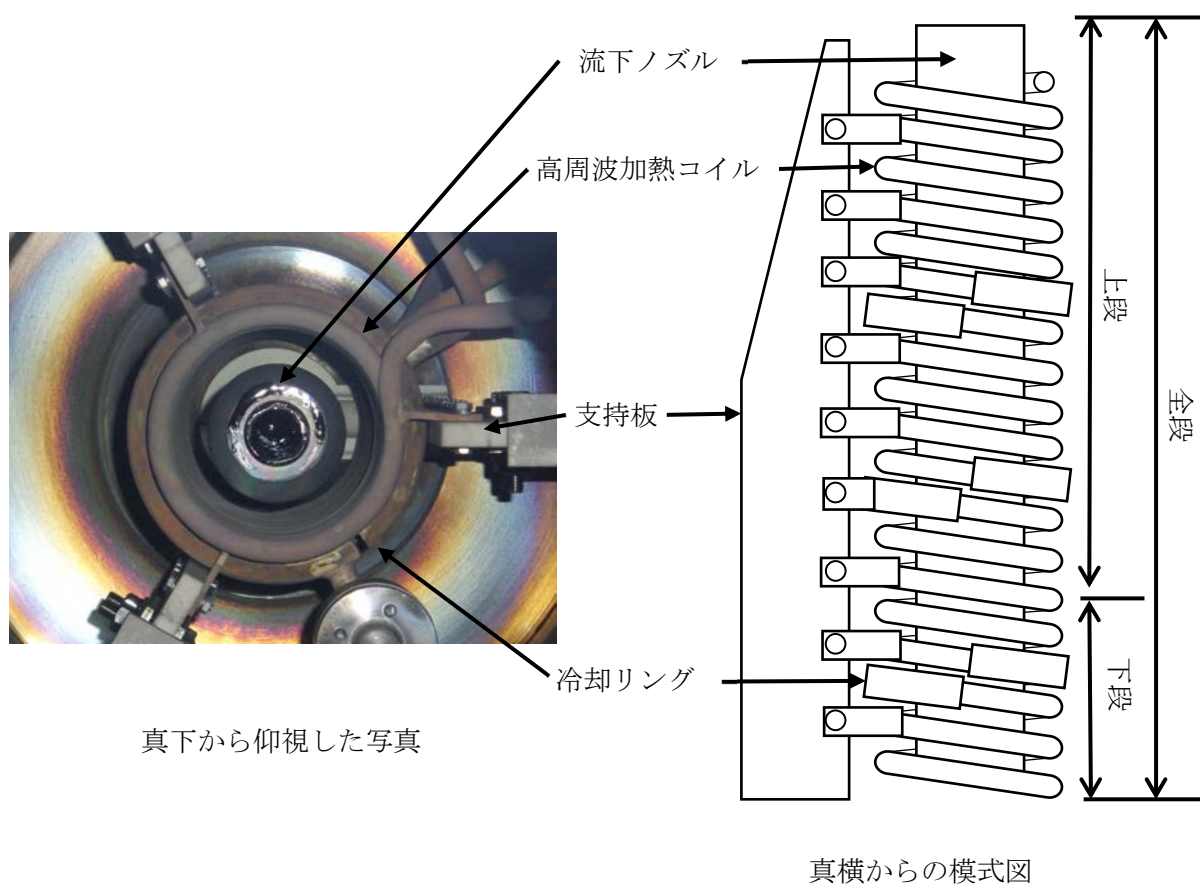 流下ノズル
高周波加熱コイル
支持板
冷却リング
上段
全段
下段
真下から仰視した写真
真横からの模式図